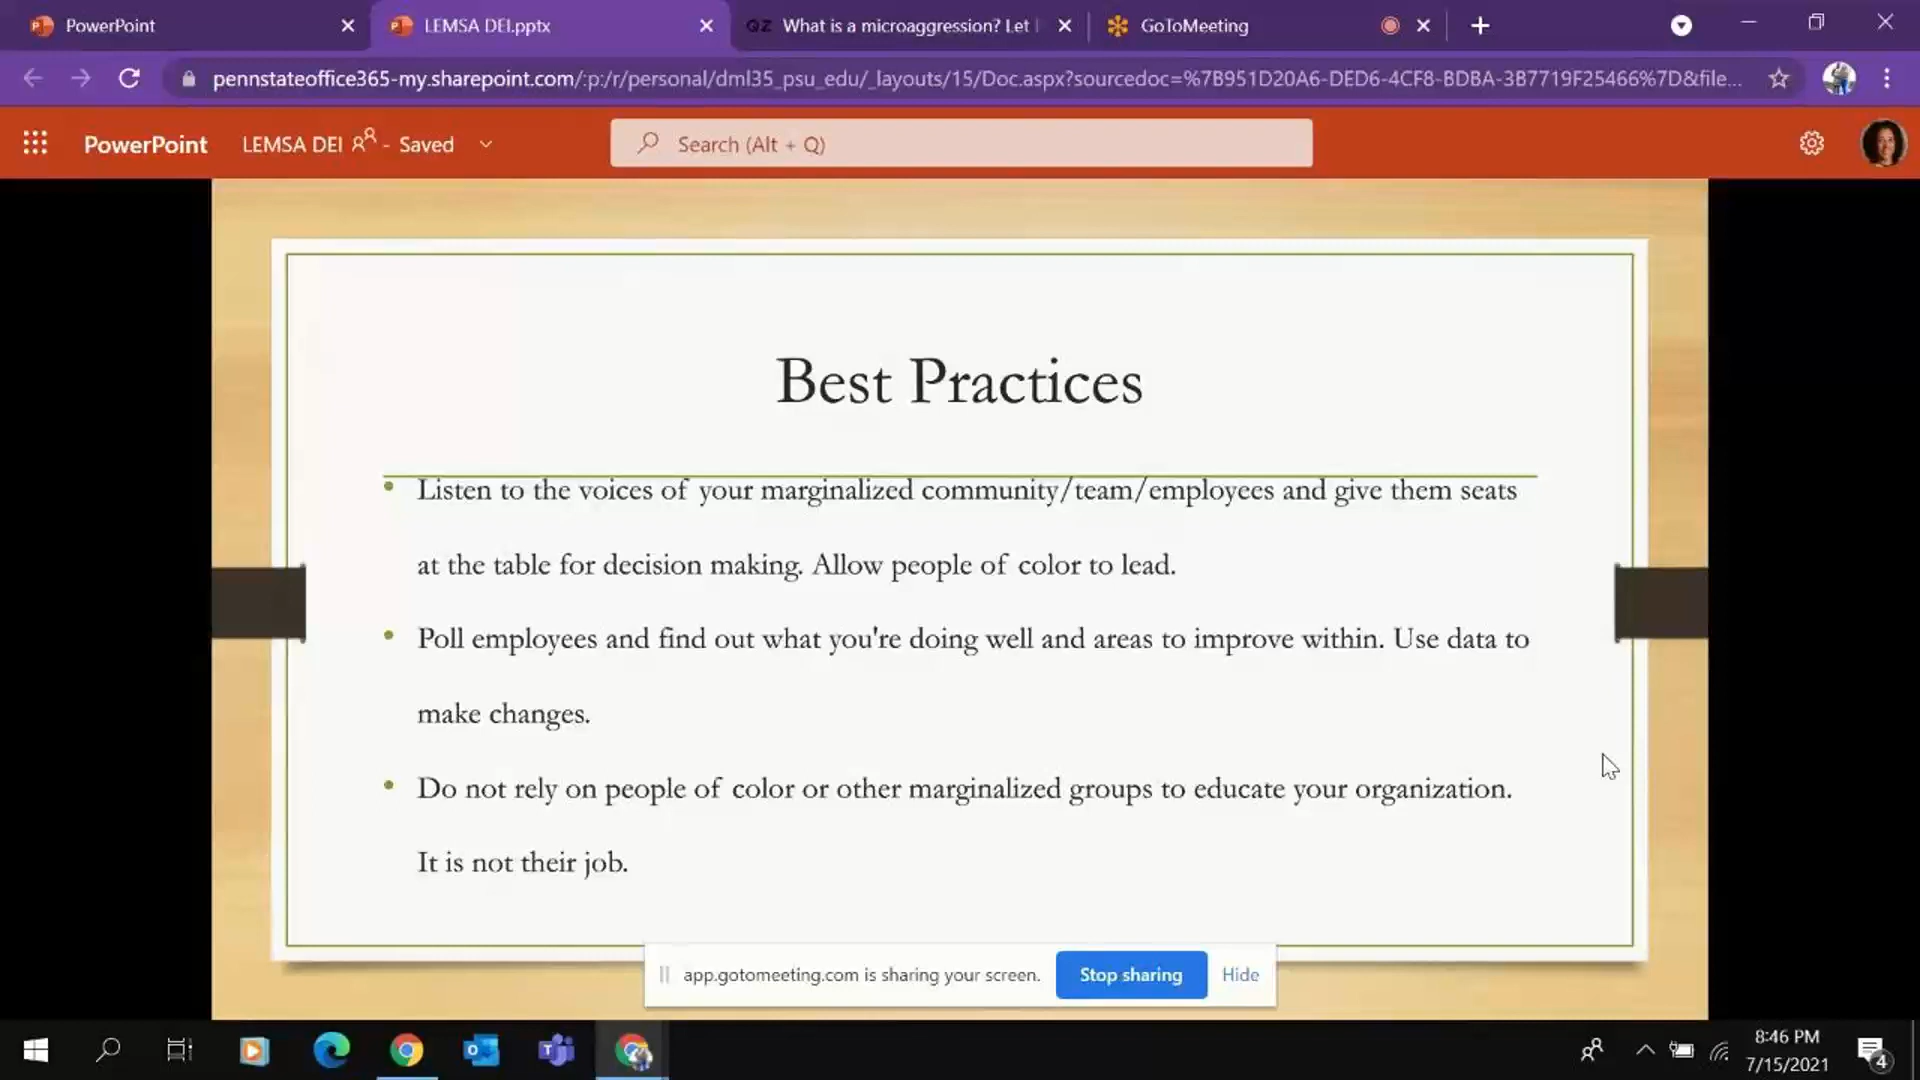 PowerPoint
LEMSA DEI.pptx
QZ What is a microaggression? Let
GoToMeeting
pennstateoffice365-my.sharepoint.com/:p:/r/personal/dml35_psu_edu/_layouts/15/Doc.aspx?sourcedoc=%7B951D20A6-DED6-4CF8-BDBA-3B7719F25466%7D&file...
PowerPoint LEMSA DEI - Saved
Search (Alt + Q)
Best Practices
• Listen to the voices of your marginalized community/team/employees and give them seats
at the table for decision making. Allow people of color to lead.
• Poll employees and find out what you're doing well and areas to improve within. Use data to
make changes.
• Do not rely on people of color or other marginalized groups to educate your organization.
It is not their job.
app.gotomeeting.com is sharing your screen. Stop sharing Hide
8:46 PM
7/15/2021
4